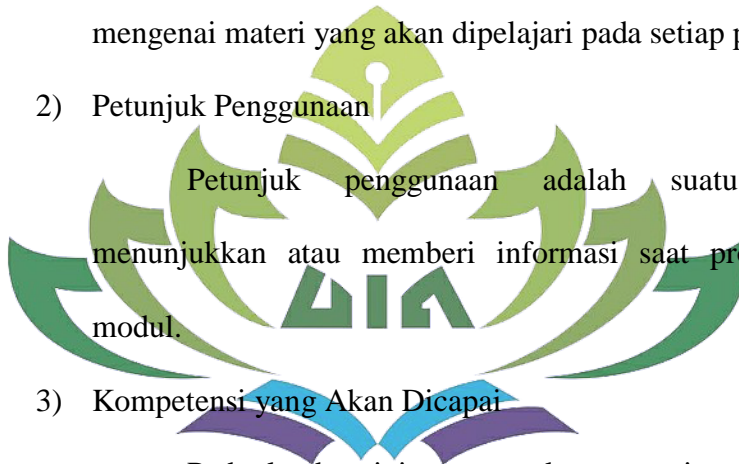 mengenai materi yang akan dipelajari pada setiap
2) Petunjuk Penggunaan
Petunjuk penggunaan adalah suatu
menunjukkan atau memberi informasi saat
modul.
UIN
3) Kompetensi yang Akan Dicapai